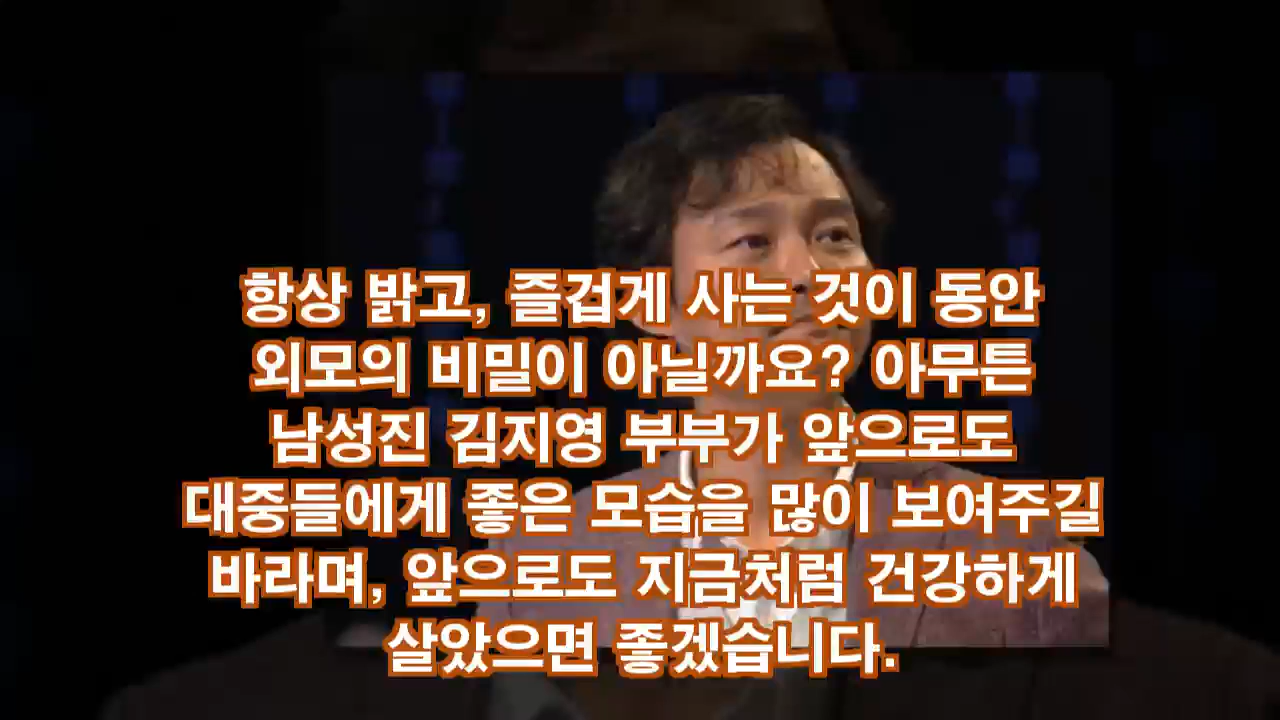 항상 밝고, 즐겁게 사는 것이 동안
외모의 비밀이 아닐까요? 아무튼
남성진 김지영 부부가 앞으로도
대중들에게 좋은 모습을 많이 보여주길
바라며, 앞으로도 지금처럼 건강하게
살았으면 좋겠습니다.